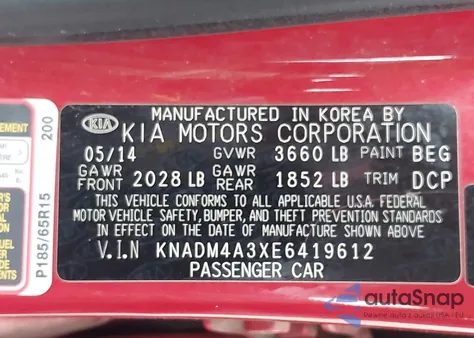 MANUFACTURED IN KOREA BY
KIA KIA MOTORS CORPORATION
05/14 GVWR 3660 LB PAINT BEG
GAWR FRONT 2028 LB GAWR REAR 1852 LB TRIM DCP
THIS VEHICLE CONFORMS TO ALL APPLICABLE U.S.A. FEDERAL
MOTOR VEHICLE SAFETY, BUMPER, AND THEFT PREVENTION STANDARDS
IN EFFECT ON THE DATE OF MANUFACTURE SHOWN ABOVE.
V.I.N KNADM4A3XE6419612
PASSENGER CAR
EMENT
200
P185/65R15
autoSnap